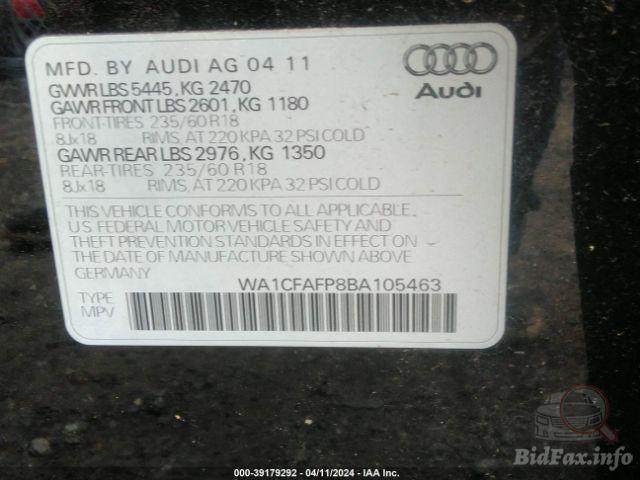 MFD. BY AUDI AG 04 11
GVWR LBS 5445, KG 2470
GAWR FRONT LBS 2601, KG 1180
FRONT-TIRES 235/60 R18
8Jx18 RIMS, AT 220 KPA 32 PSI COLD
GAWR REAR LBS 2976, KG 1350
REAR-TIRES 235/60 R18
8Jx18 RIMS, AT 220 KPA 32 PSI COLD
Audi
THIS VEHICLE CONFORMS TO ALL APPLICABLE,
U.S FEDERAL MOTOR VEHICLE SAFETY AND
THEFT PREVENTION STANDARDS IN EFFECT ON
THE DATE OF MANUFACTURE SHOWN ABOVE.
GERMANY WA1CFAFP8BA105463
TYPE
MPV
000-39179292 - 04/11/2024 - IAA Inc.
BidFax.info